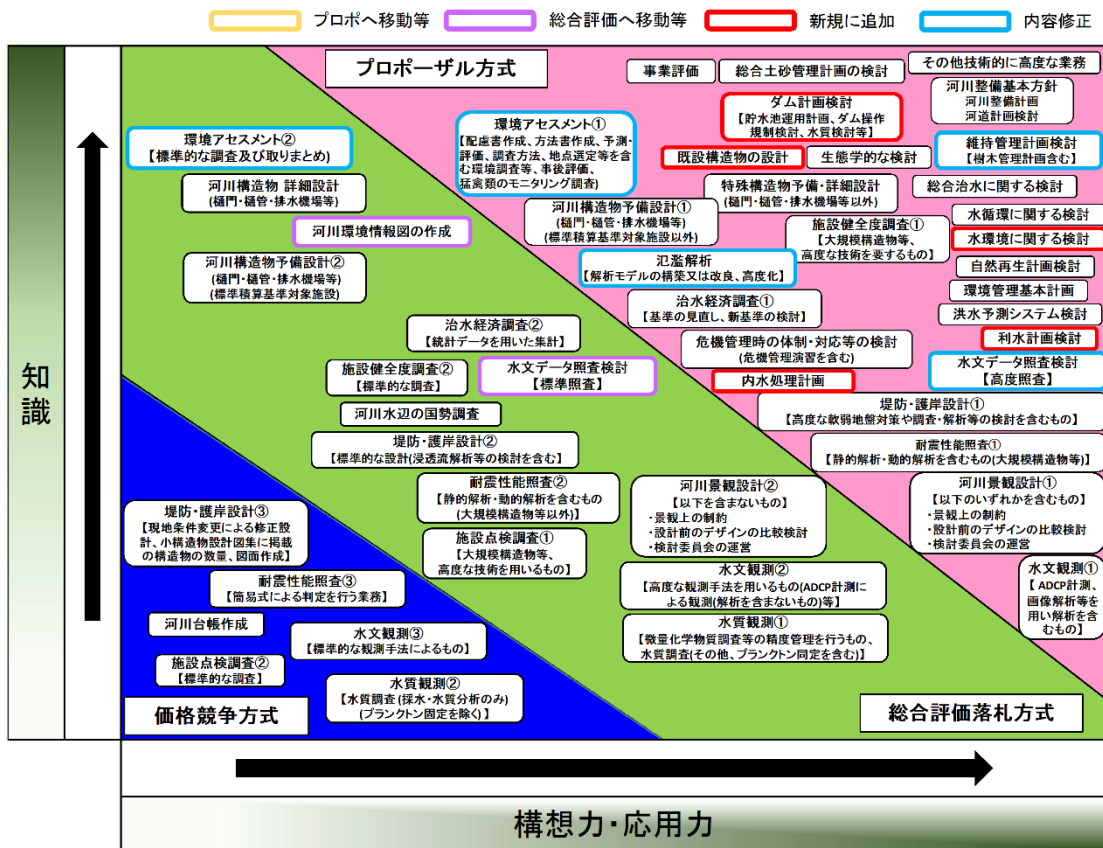 プロポへ移動等
総合評価へ移動等
新規に追加
内容修正
プロポーザル方式
事業評価
総合土砂管理計画の検討
その他技術的に高度な業務
河川整備基本方針
河川整備計画
河道計画検討
ダム計画検討
【貯水池運用計画、ダム操作
規制検討、水質検討等】
環境アセスメント①
【配慮書作成、方法書作成、予測・
評価、調査方法、地点選定等を含
む環境調査等、事後評価、
猛禽類のモニタリング調査)
環境アセスメント②
【標準的な調査及び取りまとめ】
既設構造物の設計
生態学的な検討
維持管理計画検討
【樹木管理計画含む】
河川構造物 詳細設計
(樋門・樋管・排水機場等)
特殊構造物予備・詳細設計
(樋門・樋管・排水機場等以外)
総合治水に関する検討
河川構造物予備設計①
(樋門・樋管・排水機場等)
(標準積算基準対象施設以外)
水循環に関する検討
河川環境情報図の作成
施設健全度調査①
【大規模構造物等、
高度な技術を要するもの】
水環境に関する検討
氾濫解析
【解析モデルの構築又は改良、高度化】
河川構造物予備設計②
(樋門・樋管・排水機場等)
(標準積算基準対象施設)
自然再生計画検討
環境管理基本計画
治水経済調査①
【基準の見直し、新基準の検討】
洪水予測システム検討
治水経済調査②
【統計データを用いた集計】
危機管理時の体制・対応等の検討
(危機管理演習を含む)
利水計画検討
施設健全度調査②
【標準的な調査】
水文データ照査検討
【標準照査】
水文データ照査検討
【高度照査】
内水処理計画
河川水辺の国勢調査
堤防・護岸設計①
【高度な軟弱地盤対策や調査・解析等の検討を含むもの】
堤防・護岸設計②
【標準的な設計(浸透流解析等の検討を含む】
耐震性能照査①
【静的解析・動的解析を含むもの(大規模構造物等)】
耐震性能照査②
【静的解析・動的解析を含むもの
(大規模構造物等以外)】
河川景観設計②
【以下を含まないもの】
・景観上の制約
・設計前のデザインの比較検討
・検討委員会の運営
河川景観設計①
【以下のいずれかを含むもの】
・景観上の制約
・設計前のデザインの比較検討
・検討委員会の運営
堤防・護岸設計③
【現地条件変更による修正設
計、小構造物設計図集に掲載
の構造物の数量、図面作成】
施設点検調査①
【大規模構造物等、
高度な技術を用いるもの】
水文観測①
【 ADCP計測、
画像解析等を
用い解析を含
むもの】
耐震性能照査③
【簡易式による判定を行う業務】
水文観測②
【高度な観測手法を用いるもの(ADCP計測に
よる観測(解析を含まないもの)等】
河川台帳作成
水文観測③
【標準的な観測手法によるもの】
水質観測①
【微量化学物質調査等の精度管理を行うもの、
水質調査(その他、プランクトン同定を含む)】
施設点検調査②
【標準的な調査】
水質観測②
【水質調査(採水・水質分析のみ)
(プランクトン固定を除く)】
価格競争方式
総合評価落札方式
知識
構想力・応用力